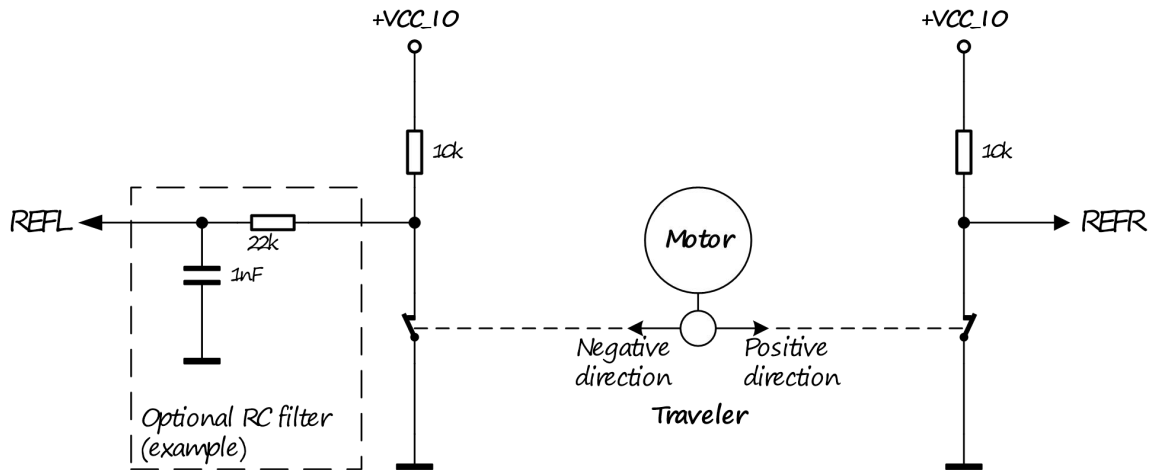 +VCC_IO
+VCC_IO
10k
10k
REFL
22k
1nF
Motor
REFR
Negative
direction
Positive
direction
Traveler
Optional RC filter
(example)